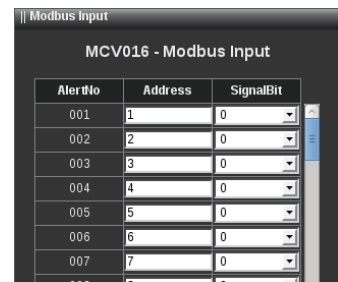 || Modbus Input
MCV016 - Modbus Input
AlertNo Address SignalBit
001 1 0
002 2 0
003 3 0
004 4 0
005 5 0
006 6 0
007 7 0